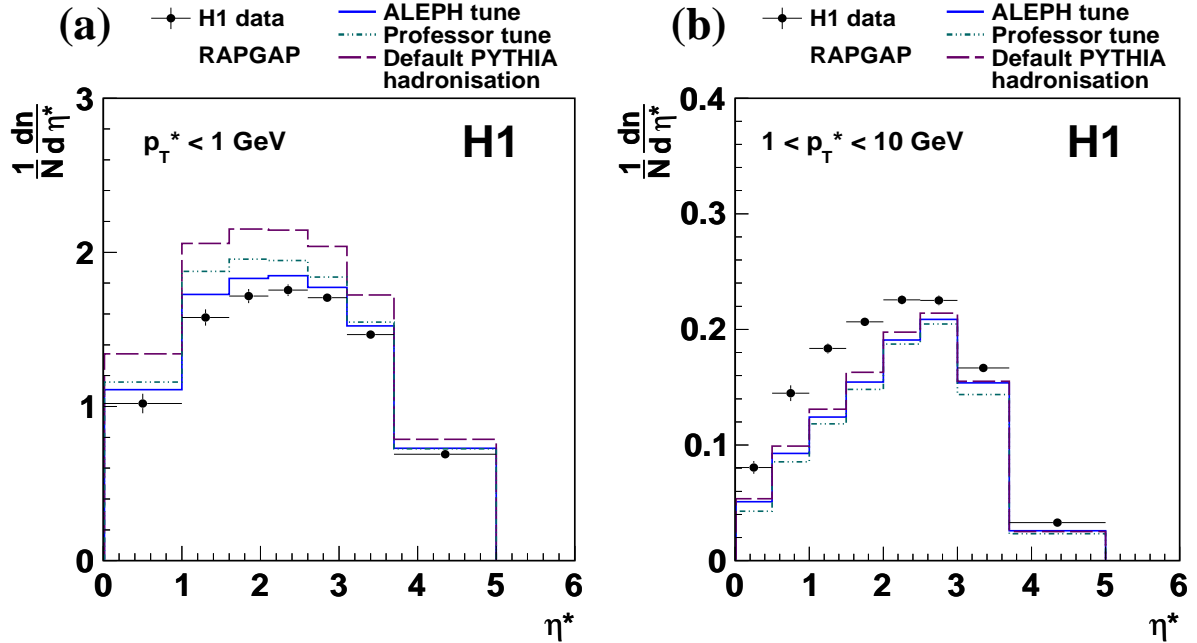 (a)
H1 data
RAPGAP
ALEPH tune
Professor tune
Default PYTHIA
hadronisation
1 dn
N d η*
p_T* < 1 GeV
H1
3
2
1
0
0 1 2 3 4 5 6
η*
(b)
H1 data
RAPGAP
ALEPH tune
Professor tune
Default PYTHIA
hadronisation
1 dn
N d η*
1 < p_T* < 10 GeV
H1
0.4
0.3
0.2
0.1
0
0 1 2 3 4 5 6
η*